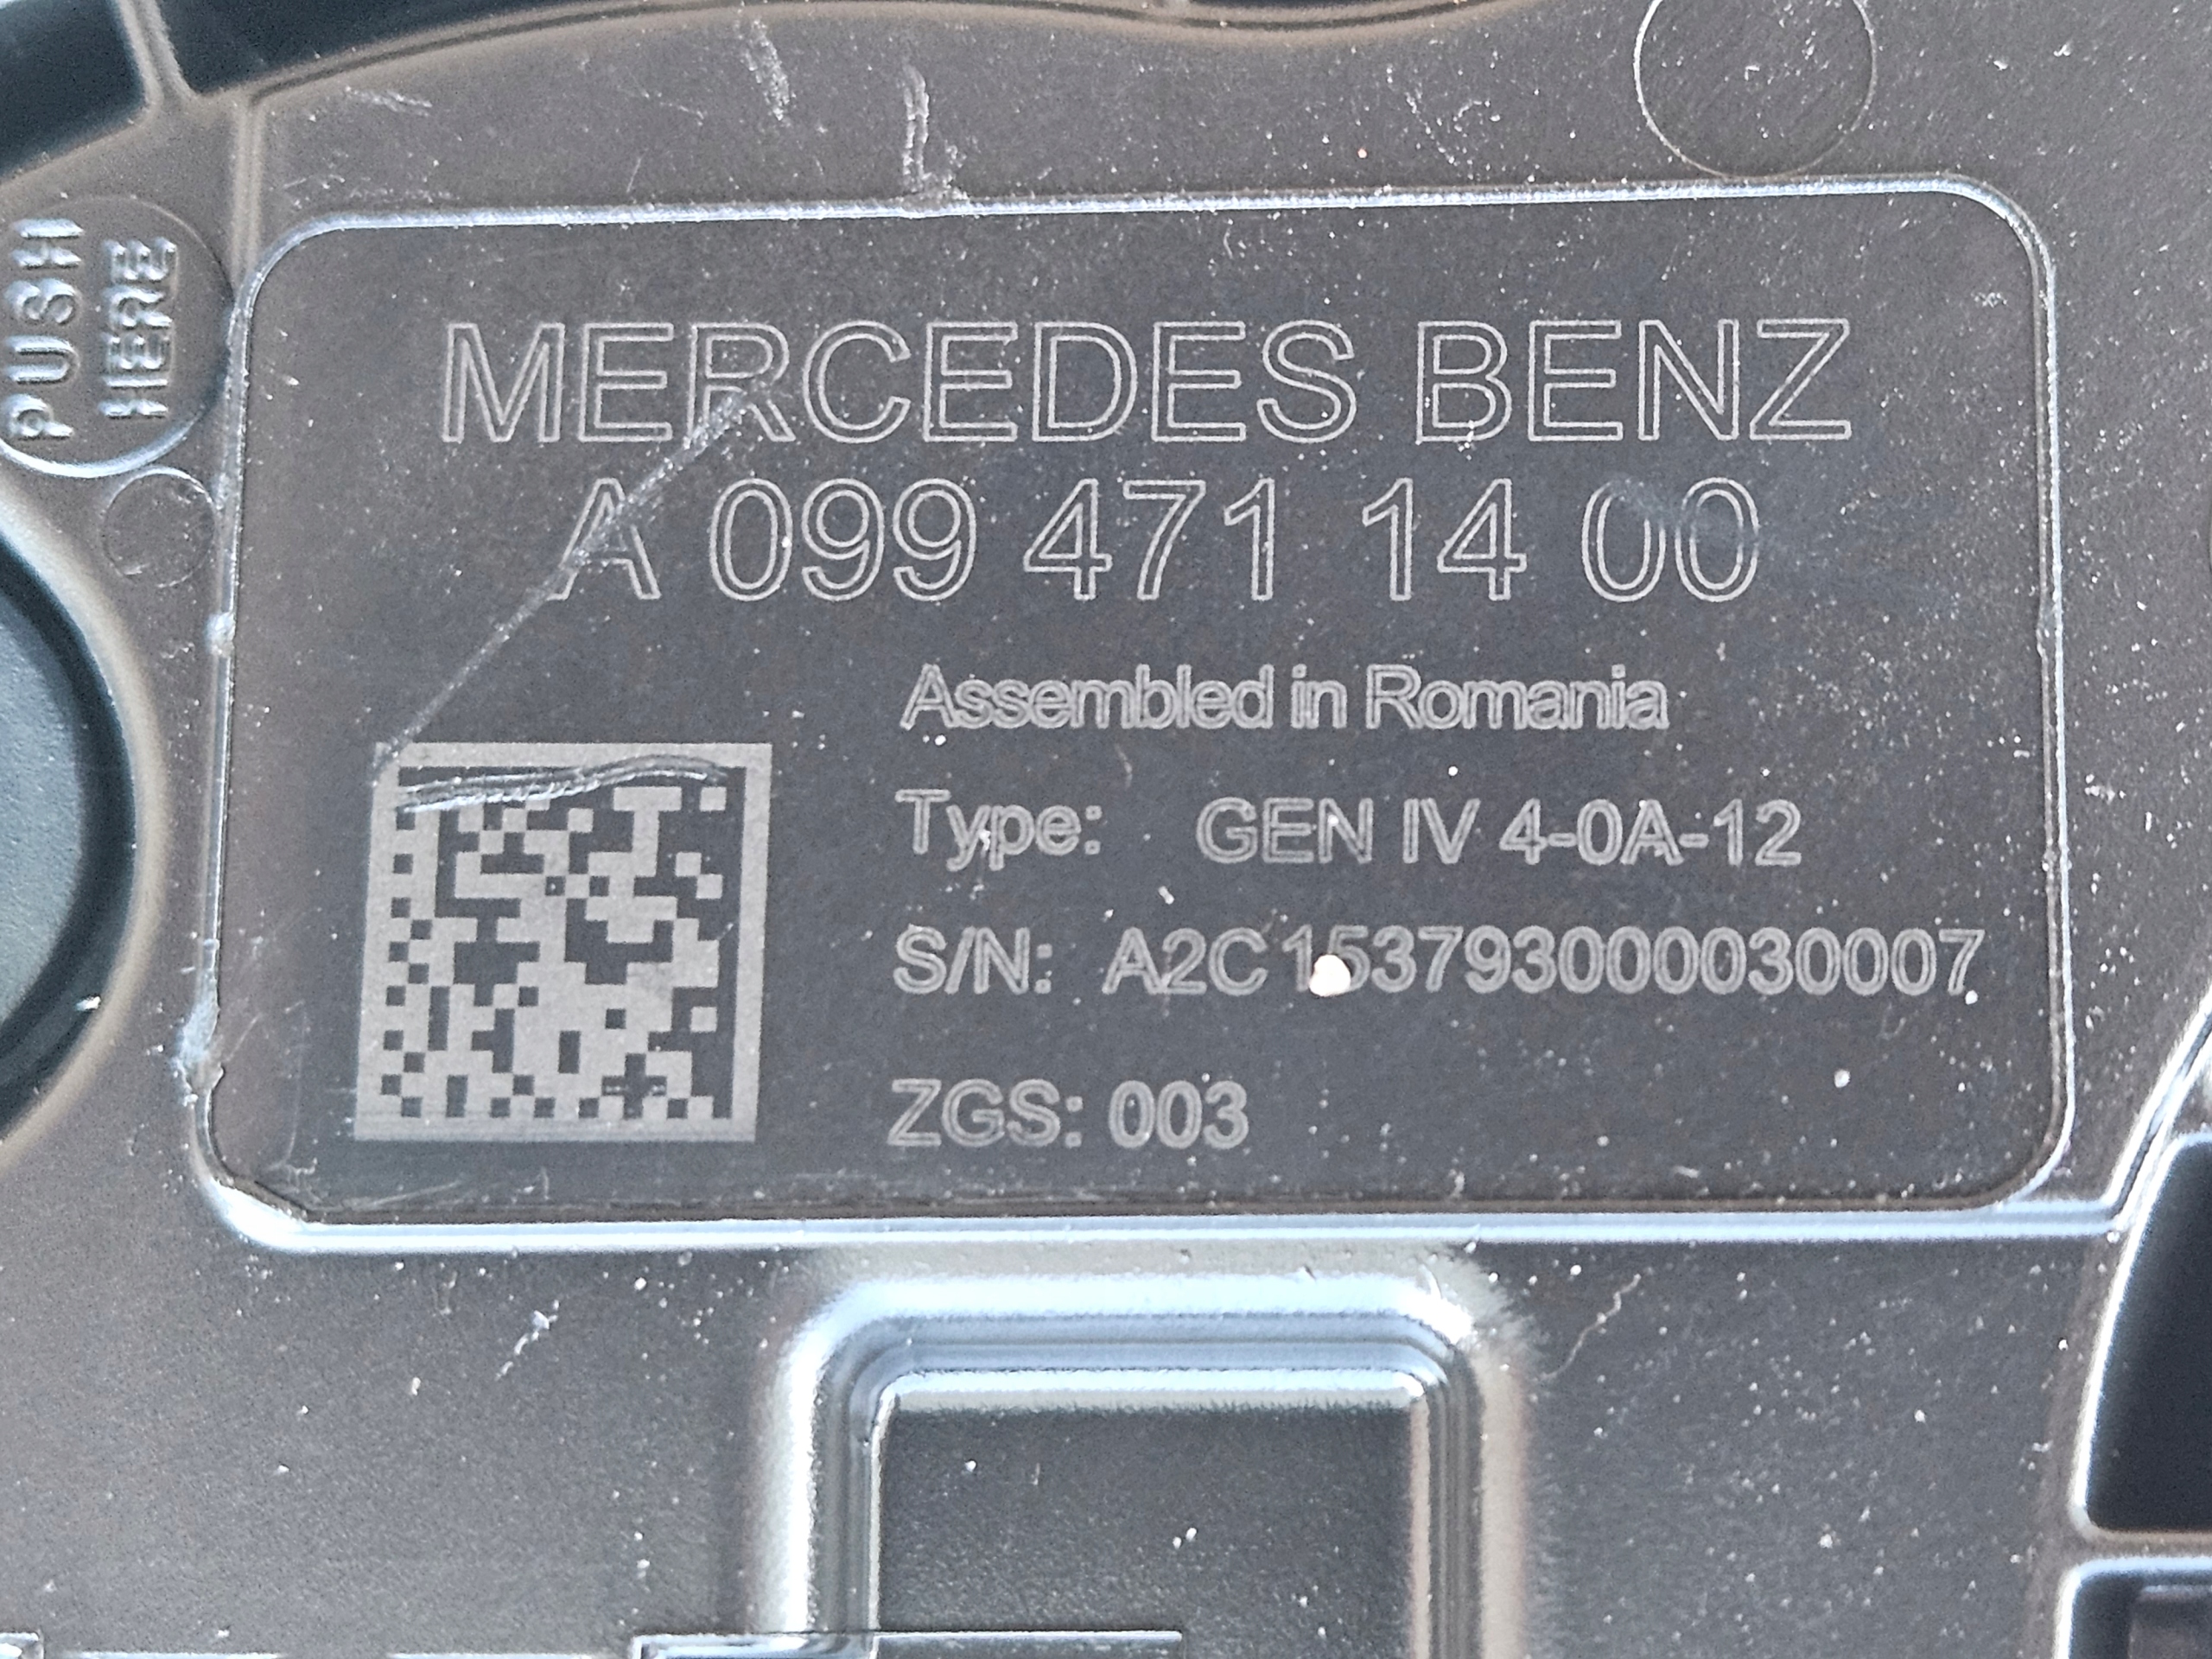 PUSH
HERE
MERCEDES BENZ
A 099 471 14 00
Assembled in Romania
Type: GEN IV 4-0A-12
S/N: A2C1537930000030007
ZGS: 003